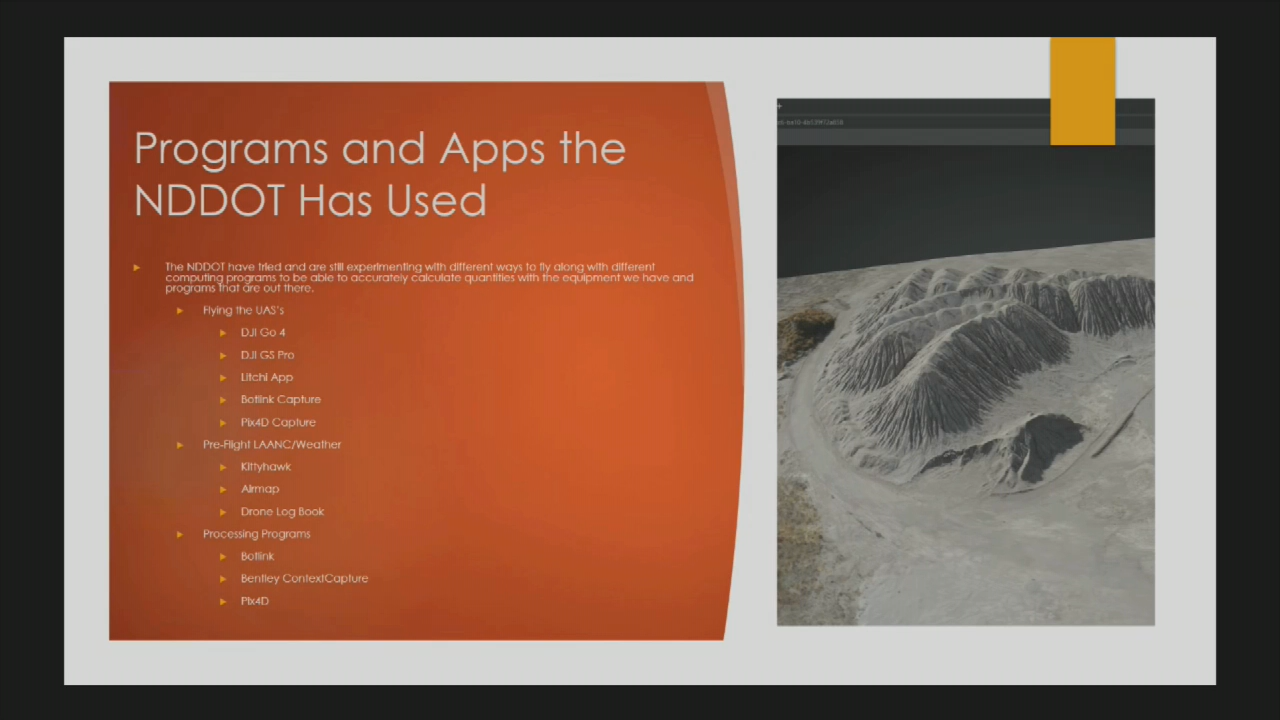 Programs and Apps the
NDDOT Has Used
The NDDOT have tried and are still experimenting with different ways to fly along with different
computing programs to be able to accurately calculate quantities with the equipment we have and
programs that are out there.
Flying the UAS's
DJI Go 4
DJI GS Pro
Litchi App
Botlink Capture
Pix4D Capture
Pre-Flight LAANC/Weather
Kittyhawk
Airmap
Drone Log Book
Processing Programs
Botlink
Bentley ContextCapture
Pix4D